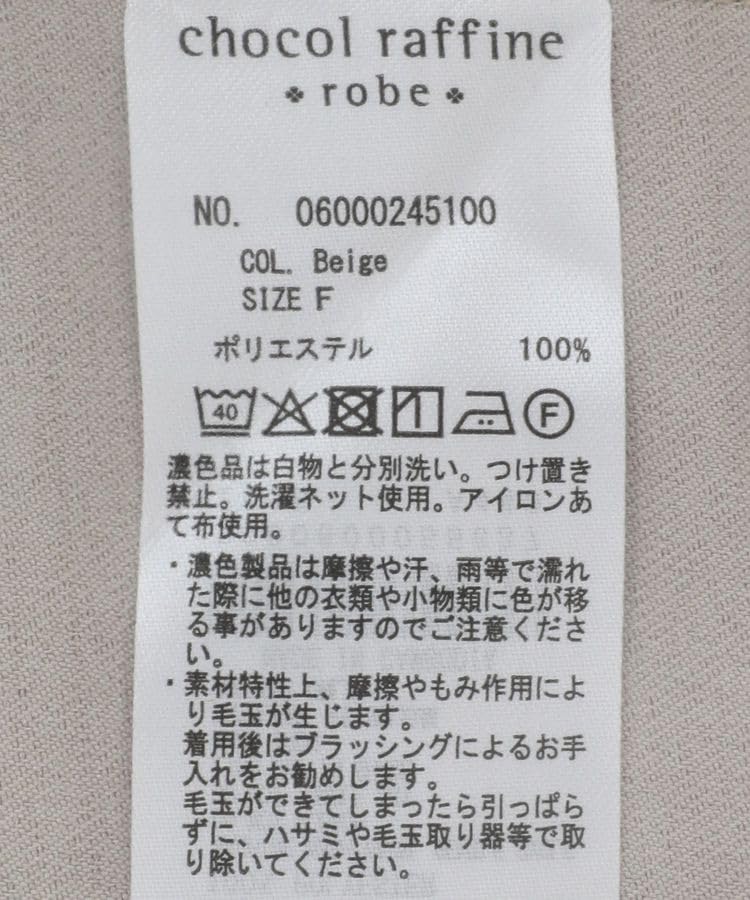 chocol raffine
robe
NO. 06000245100
COL. Beige
SIZE F
ポリエステル 100%
40 F
濃色品は白物と分別洗い。つけ置き
禁止。洗濯ネット使用。アイロンあ
て布使用。
・濃色製品は摩擦や汗、雨等で濡れ
た際に他の衣類や小物類に色が移
る事がありますのでご注意くださ
い。
・素材特性上、摩擦やもみ作用によ
り毛玉が生じます。
着用後はブラッシングによるお手
入れをお勧めします。
毛玉ができてしまったら引っぱら
ずに、ハサミや毛玉取り器等で取
り除いてください。